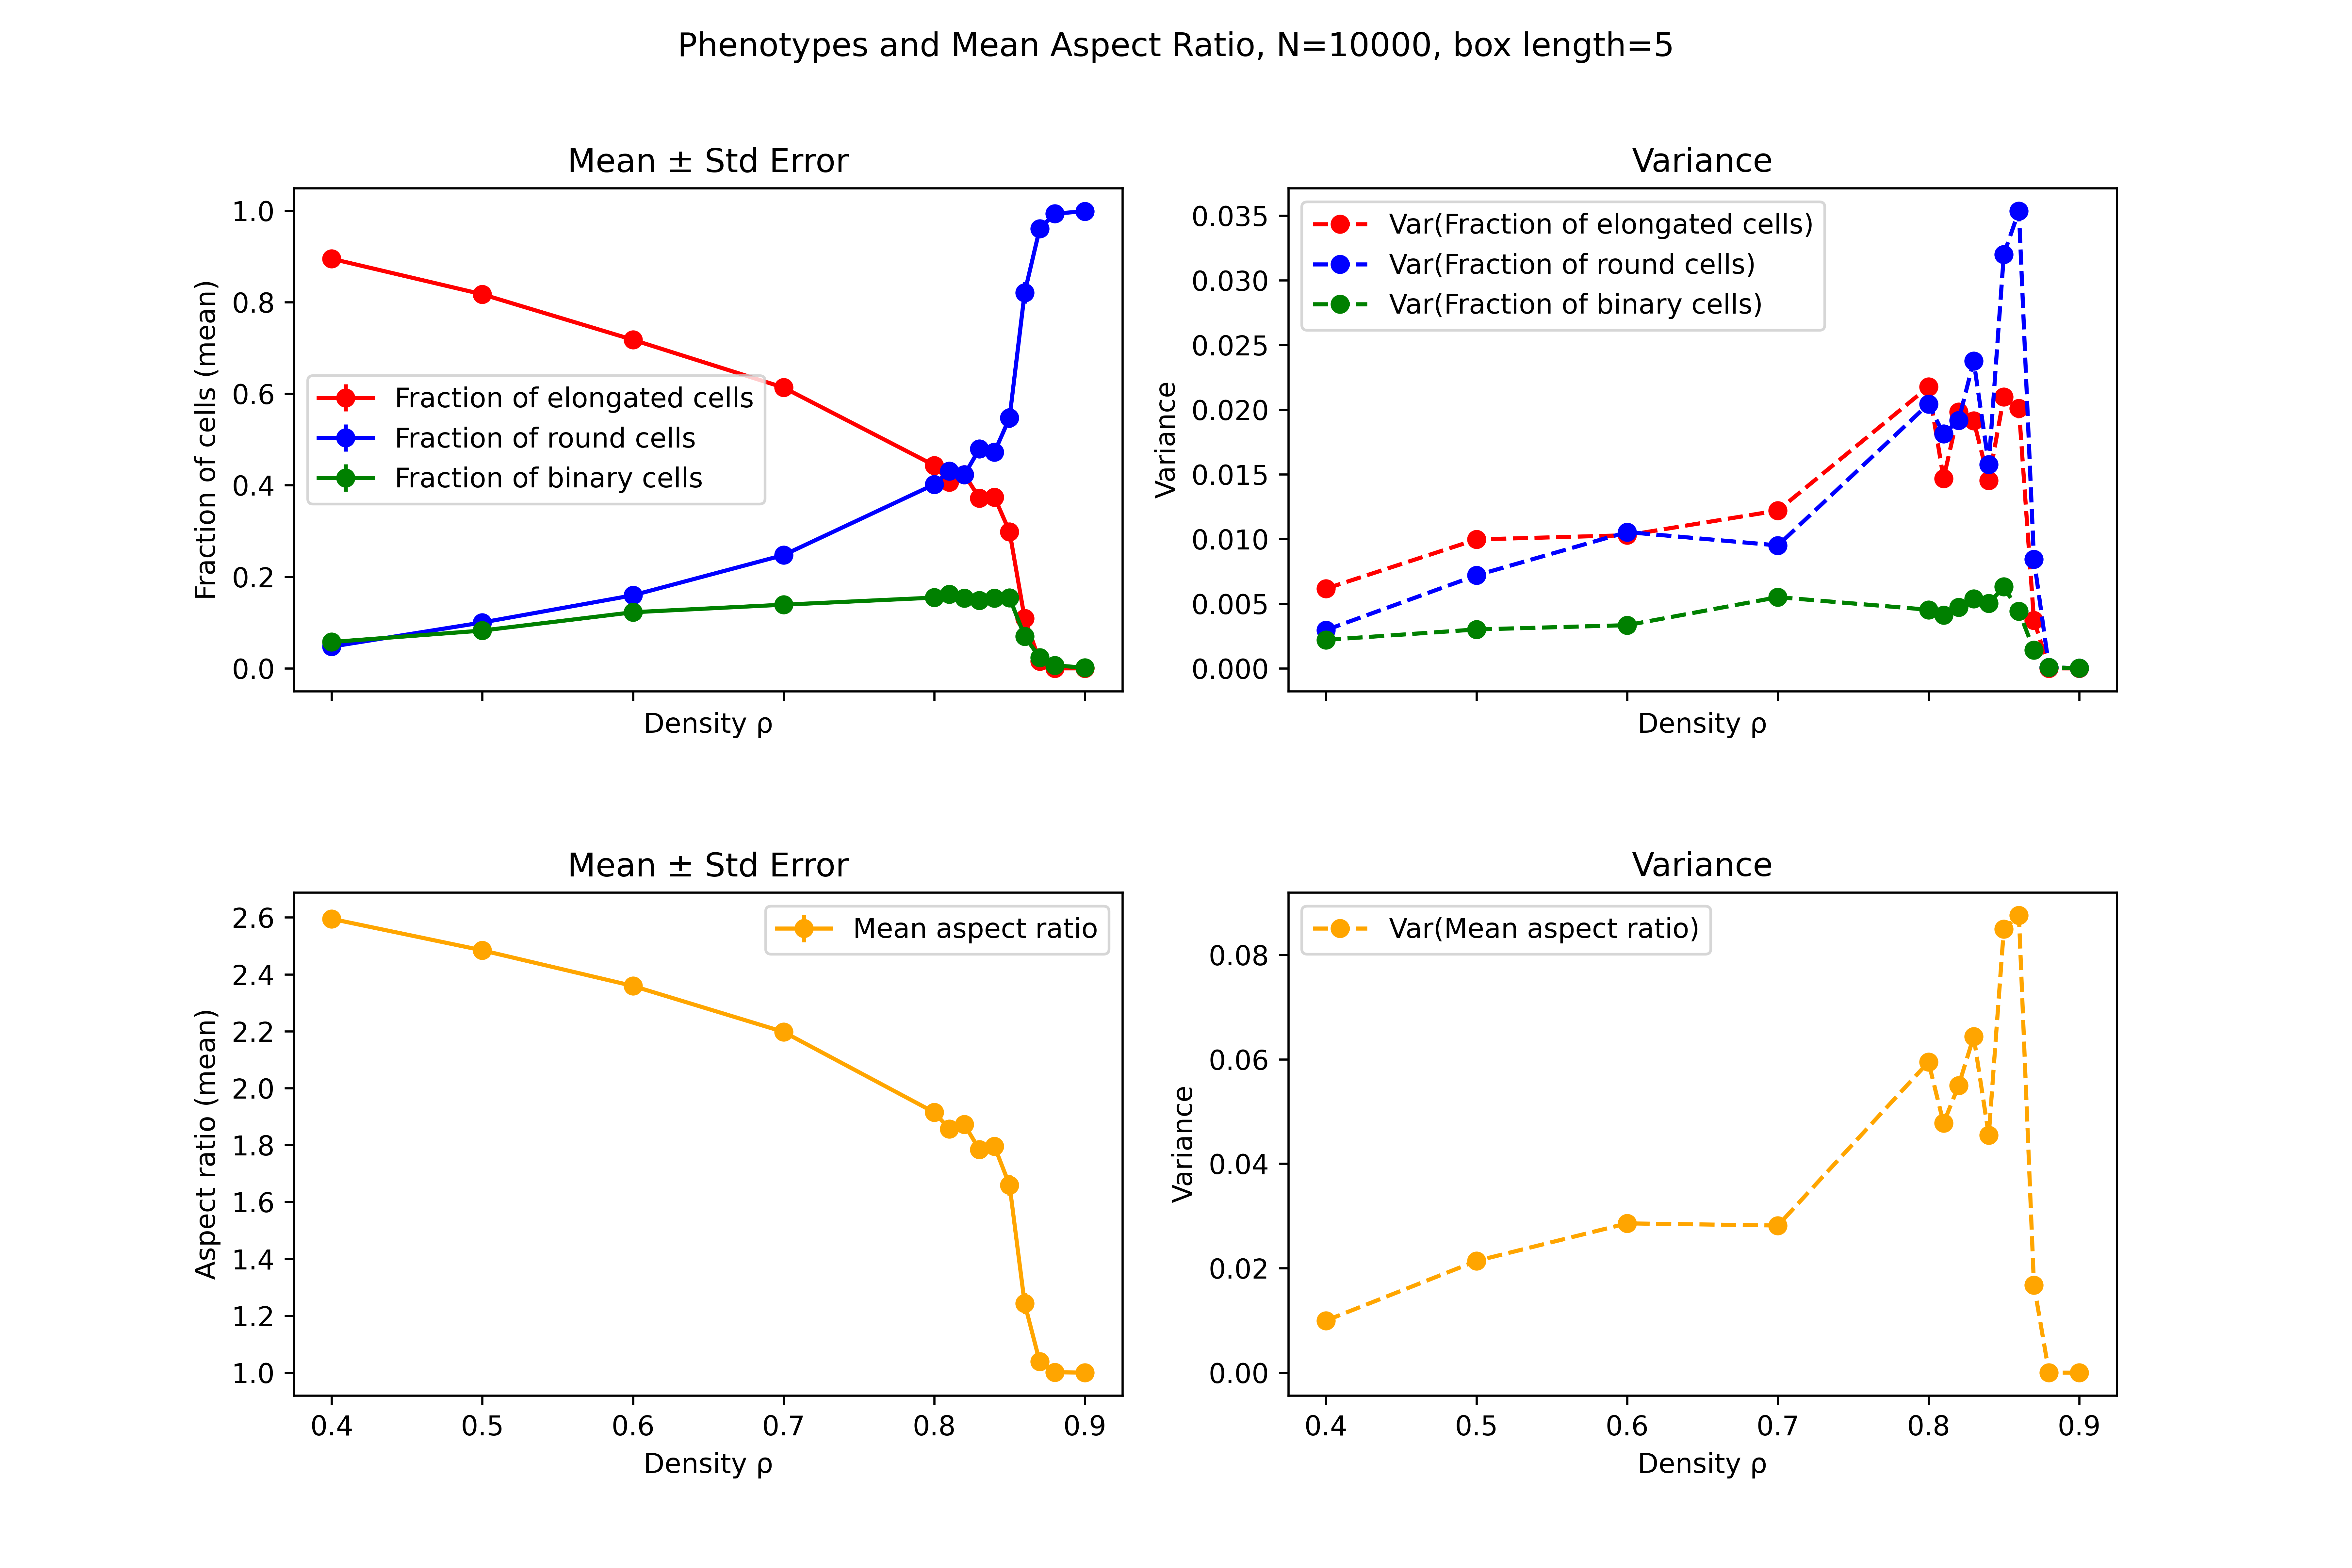 Phenotypes and Mean Aspect Ratio, N=10000, box length=5
Mean ± Std Error
Fraction of cells (mean)
1.0
0.8
0.6
0.4
0.2
0.0
Fraction of elongated cells
Fraction of round cells
Fraction of binary cells
Density ρ
Variance
Variance
0.035
0.030
0.025
0.020
0.015
0.010
0.005
0.000
Var(Fraction of elongated cells)
Var(Fraction of round cells)
Var(Fraction of binary cells)
Density ρ
Mean ± Std Error
Aspect ratio (mean)
2.6
2.4
2.2
2.0
1.8
1.6
1.4
1.2
1.0
Mean aspect ratio
0.4 0.5 0.6 0.7 0.8 0.9
Density ρ
Variance
Variance
0.08
0.06
0.04
0.02
0.00
Var(Mean aspect ratio)
0.4 0.5 0.6 0.7 0.8 0.9
Density ρ